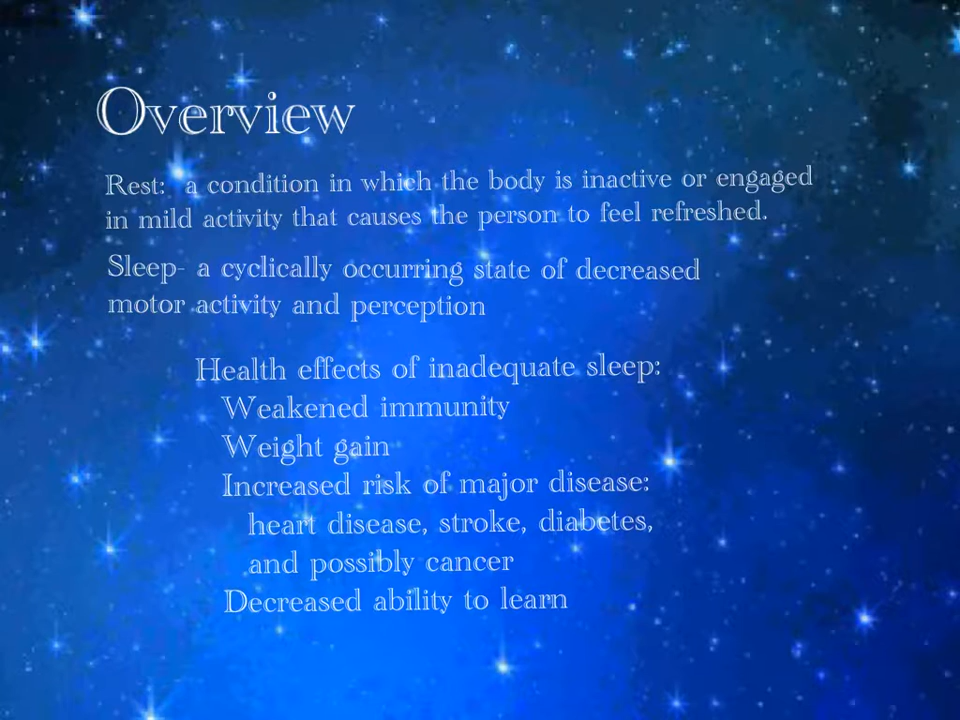 Overview
Rest: a condition in which the body is inactive or engaged
in mild activity that causes the person to feel refreshed.
Sleep- a cyclically occurring state of decreased
motor activity and perception
Health effects of inadequate sleep:
Weakened immunity
Weight gain
Increased risk of major disease:
heart disease, stroke, diabetes,
and possibly cancer
Decreased ability to learn